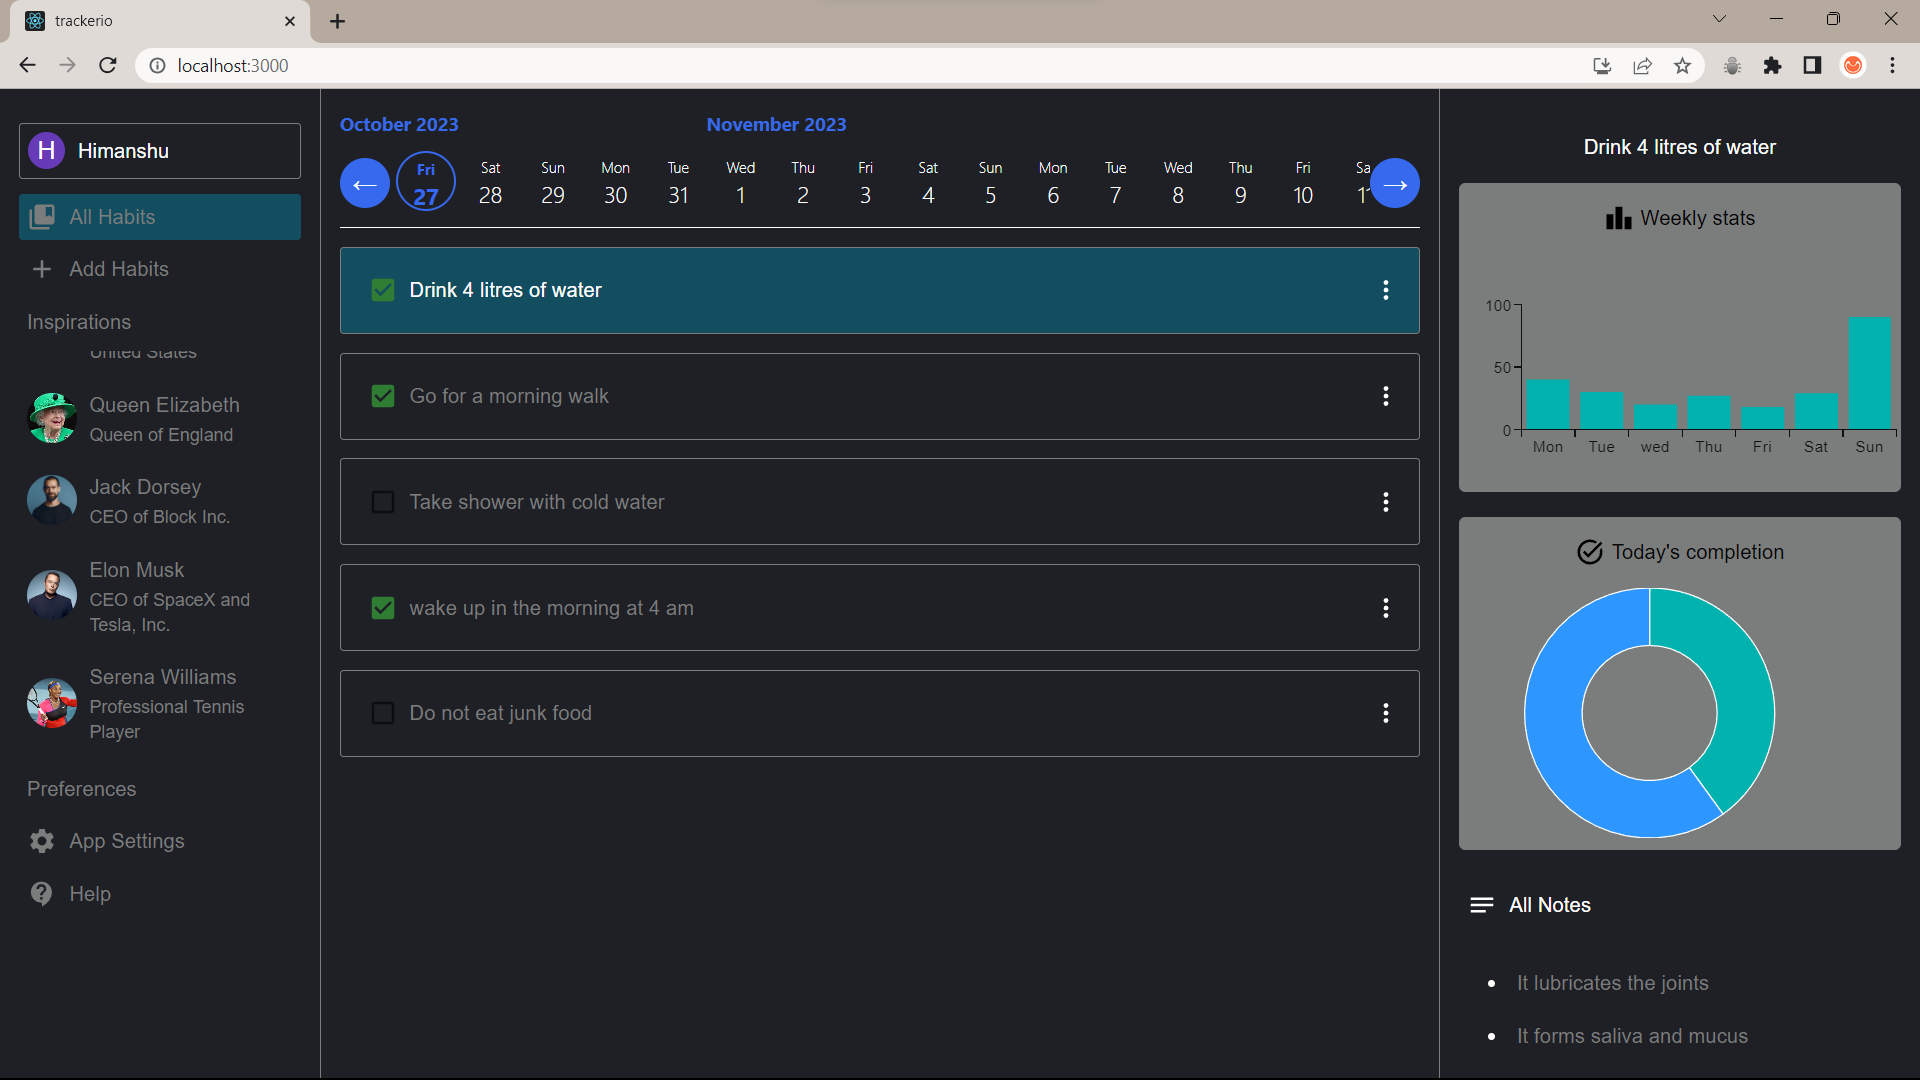 trackerio
localhost:3000
H Himanshu
All Habits
Add Habits
Inspirations
United States
Queen Elizabeth
Queen of England
Jack Dorsey
CEO of Block Inc.
Elon Musk
CEO of SpaceX and
Tesla, Inc.
Serena Williams
Professional Tennis
Player
Preferences
App Settings
Help
October 2023 November 2023
Fri Sat Sun Mon Tue Wed Thu Fri Sat Sun Mon Tue Wed Thu Fri Sa
27 28 29 30 31 1 2 3 4 5 6 7 8 9 10 11
Drink 4 litres of water
Go for a morning walk
Take shower with cold water
wake up in the morning at 4 am
Do not eat junk food
Drink 4 litres of water
Weekly stats
100
50
0
Mon Tue wed Thu Fri Sat Sun
Today's completion
All Notes
It lubricates the joints
It forms saliva and mucus